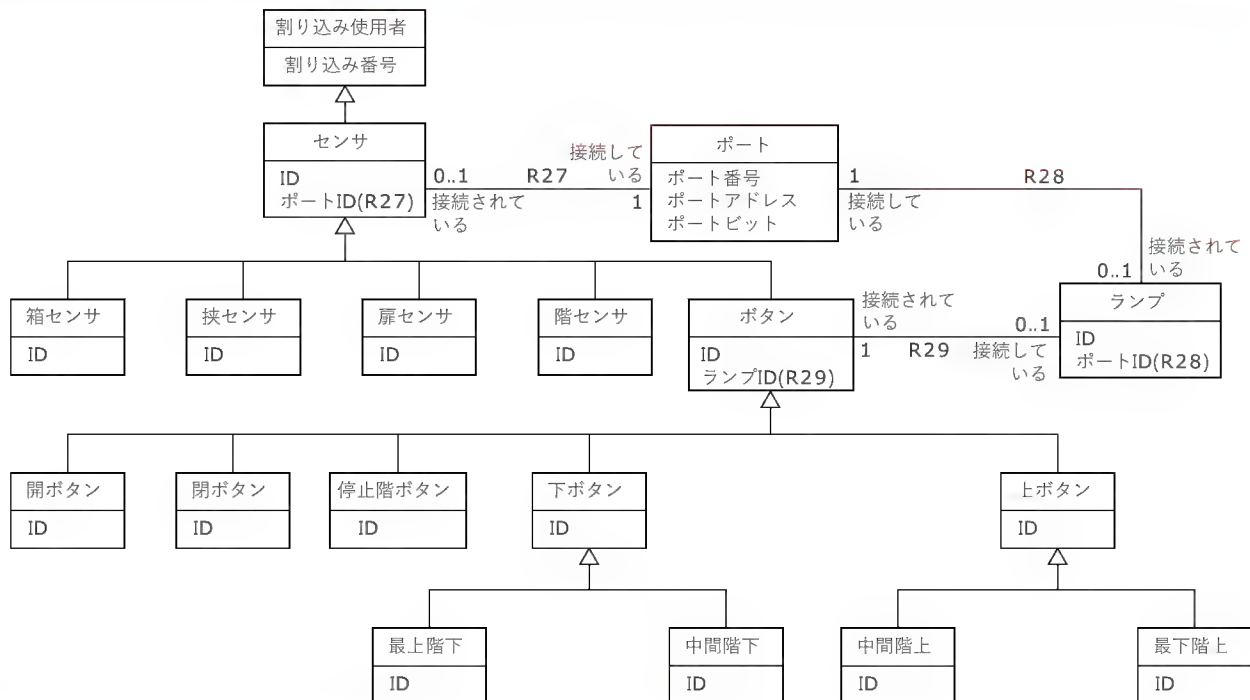 割り込み使用者
割り込み番号
センサ
ID
ポートID(R27)
0..1
R27
接続されて
いる
接続して
いる
1
ポート
ポート番号
ポートアドレス
ポートビット
1
R28
接続して
いる
接続されて
いる
0..1
箱センサ
ID
挟センサ
ID
扉センサ
ID
階センサ
ID
ボタン
ID
ランプID(R29)
接続されて
いる
1
R29
0..1
接続して
いる
ランプ
ID
ポートID(R28)
開ボタン
ID
閉ボタン
ID
停止階ボタン
ID
下ボタン
ID
上ボタン
ID
最上階下
ID
中間階下
ID
中間階上
ID
最下階上
ID